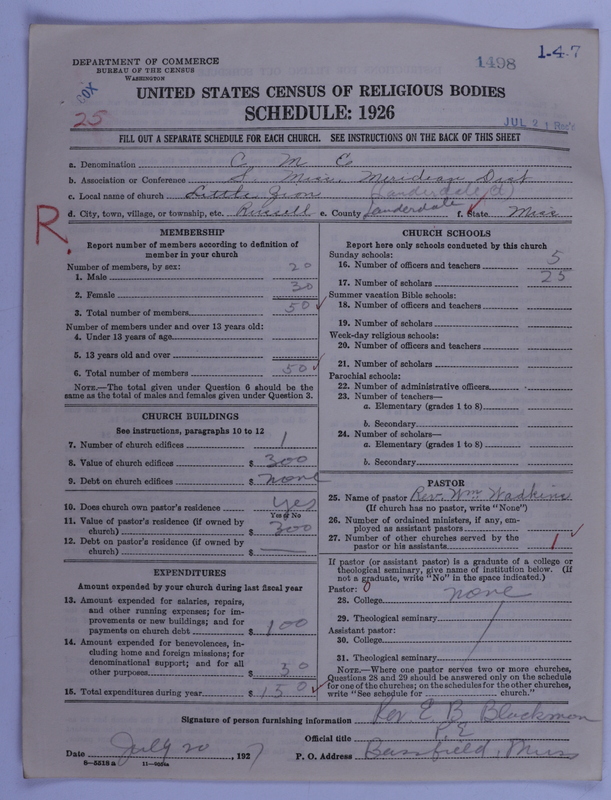 DEPARTMENT OF COMMERCE
BUREAU OF THE CENSUS
WASHINGTON
1498
1-4-7
COX
25
UNITED STATES CENSUS OF RELIGIOUS BODIES
SCHEDULE: 1926
JUL 21
FILL OUT A SEPARATE SCHEDULE FOR EACH CHURCH. SEE INSTRUCTIONS ON THE BACK OF THIS SHEET
a. Denomination C M E
b. Association or Conference S Miss. Meridian Dist
c. Local name of church Little Zion (Lauderdale Ct)
d. City, town, village, or township, etc. Russell e. County Lauderdale f. State Miss
R.
MEMBERSHIP
Report number of members according to definition of
member in your church
Number of members, by sex:
1. Male 20
2. Female 30
3. Total number of members 50
Number of members under and over 13 years old:
4. Under 13 years of age
5. 13 years old and over
6. Total number of members 50
NOTE.—The total given under Question 6 should be
same as the total of males and females given under Question 3.
CHURCH BUILDINGS
See instructions, paragraphs 10 to 12
7. Number of church edifices 1
8. Value of church edifices $ 300
9. Debt on church edifices $ none
10. Does church own pastor's residence? yes
Yes or No
11. Value of pastor's residence (if owned by
church) $ 300
12. Debt on pastor's residence (if owned by
church) $
EXPENDITURES
Amount expended by your church during last fiscal year
13. Amount expended for salaries, repairs,
and other running expenses; for im-
provements or new buildings; and for
payments on church debt $ 100
14. Amount expended for benevolences, in-
cluding home and foreign missions; for
denominational support; and for all
other purposes $ 50
15. Total expenditures during year $ 150
CHURCH SCHOOLS
Report here only schools conducted by this church
Sunday schools:
16. Number of officers and teachers 5
17. Number of scholars 25
Summer vacation Bible schools:
18. Number of officers and teachers
19. Number of scholars
Week-day religious schools:
20. Number of officers and teachers
21. Number of scholars
Parochial schools:
22. Number of administrative officers
23. Number of teachers—
a. Elementary (grades 1 to 8)
b. Secondary
24. Number of scholars—
a. Elementary (grades 1 to 8)
b. Secondary
PASTOR
25. Name of pastor Rev. Wm Wadkins
(If church has no pastor, write "None")
26. Number of ordained ministers, if any, em-
ployed as assistant pastors
27. Number of other churches served by the
pastor or his assistants 1
If pastor (or assistant pastor) is a graduate of a college or
theological seminary, give name of institution below. (If
not a graduate, write "No" in the space indicated.)
Pastor: 0
28. College none
29. Theological seminary
Assistant pastor:
30. College
31. Theological seminary
NOTE.—Where one pastor serves two or more churches,
Questions 28 and 29 should be answered only on the schedule
for one of the churches; on the schedules for the other churches,
write "See schedule for church."
Signature of person furnishing information Rev E B Blackmon
Official title P. E
Date July 20, 1927 P. O. Address Bassfield, Miss
8-5518a